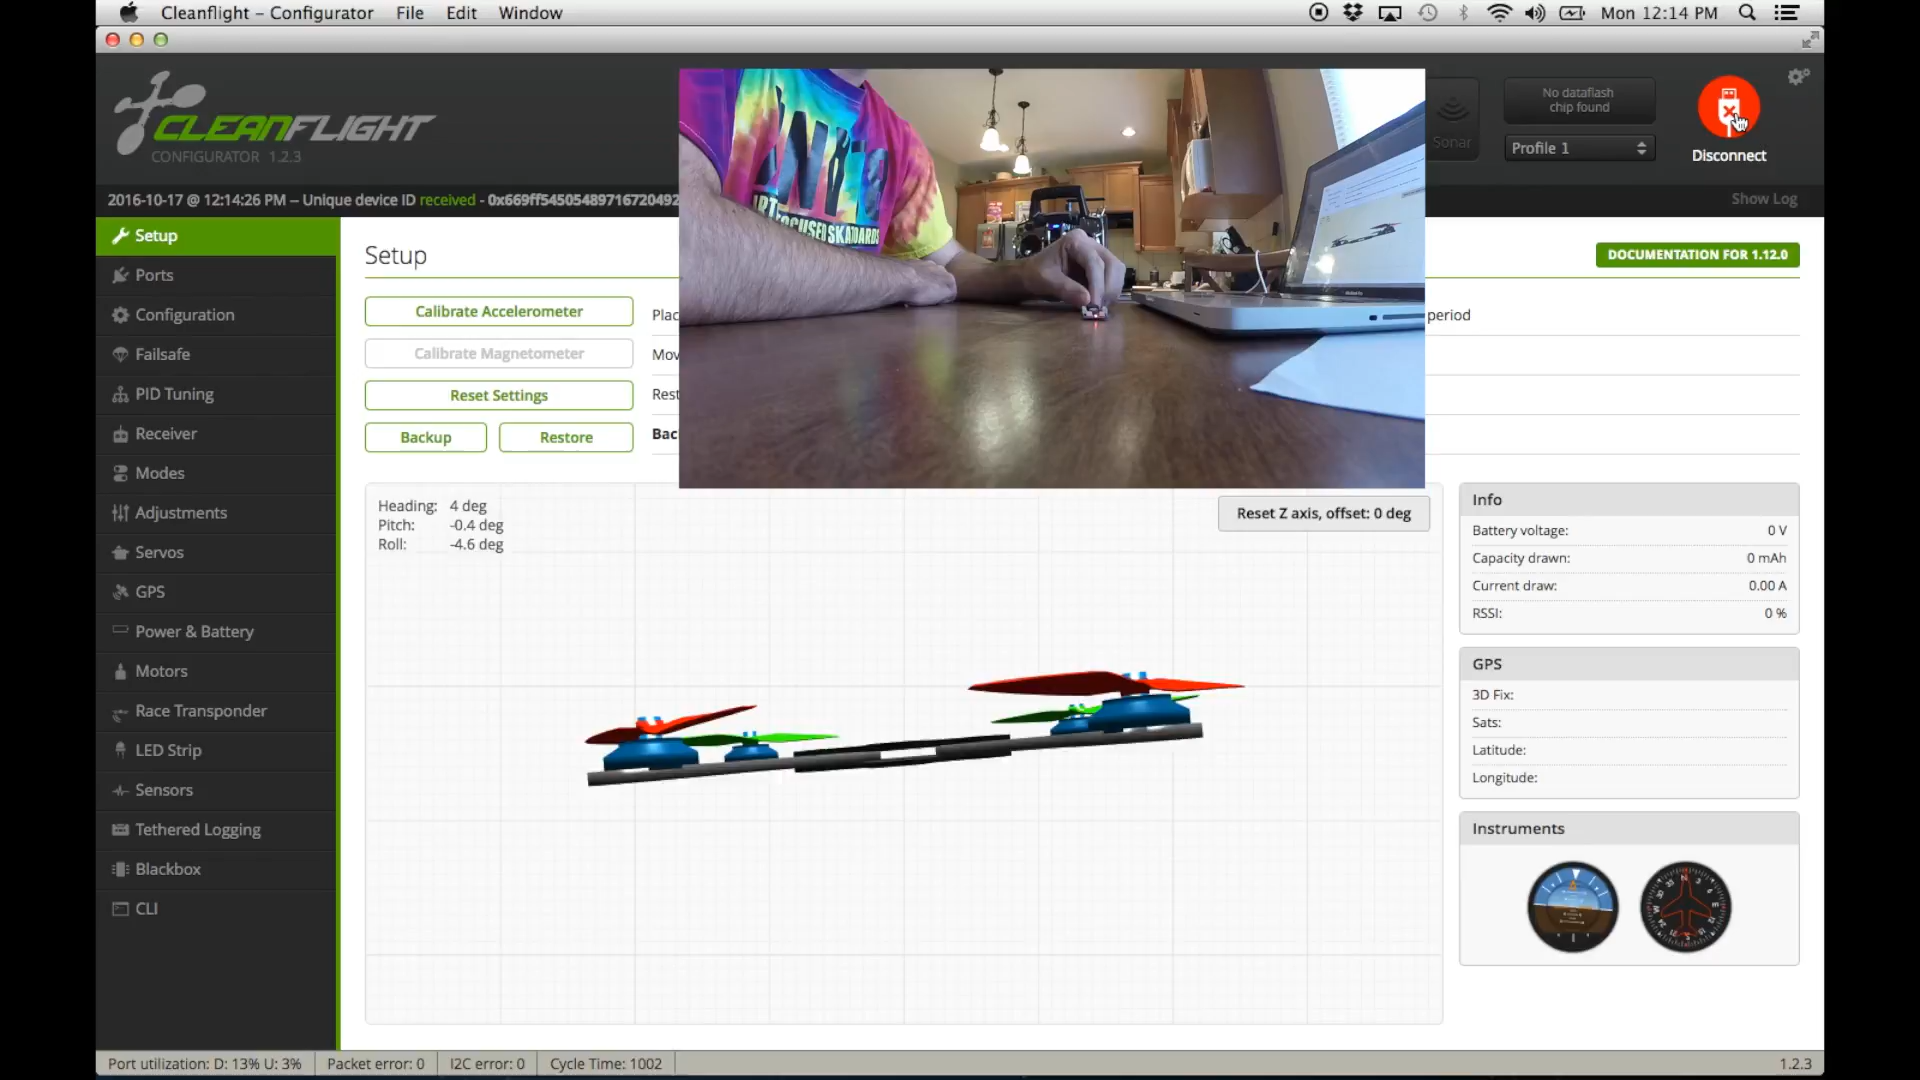 Cleanflight – Configurator File Edit Window
Mon 12:14 PM
CLEANFLIGHT
CONFIGURATOR 1.2.3
Sonar
No dataflash
chip found
Profile 1
Disconnect
2016-10-17 @ 12:14:26 PM – Unique device ID received - 0x669ff54505489716720492
Show Log
Setup
Ports
Configuration
Failsafe
PID Tuning
Receiver
Modes
Adjustments
Servos
GPS
Power & Battery
Motors
Race Transponder
LED Strip
Sensors
Tethered Logging
Blackbox
CLI
Setup
DOCUMENTATION FOR 1.12.0
Calibrate Accelerometer
Plac
period
Calibrate Magnetometer
Mov
Reset Settings
Rest
Backup
Restore
Bac
Heading: 4 deg
Pitch: -0.4 deg
Roll: -4.6 deg
Reset Z axis, offset: 0 deg
Info
Battery voltage: 0 V
Capacity drawn: 0 mAh
Current draw: 0.00 A
RSSI: 0 %
GPS
3D Fix:
Sats:
Latitude:
Longitude:
Instruments
Port utilization: D: 13% U: 3%
Packet error: 0
I2C error: 0
Cycle Time: 1002
1.2.3